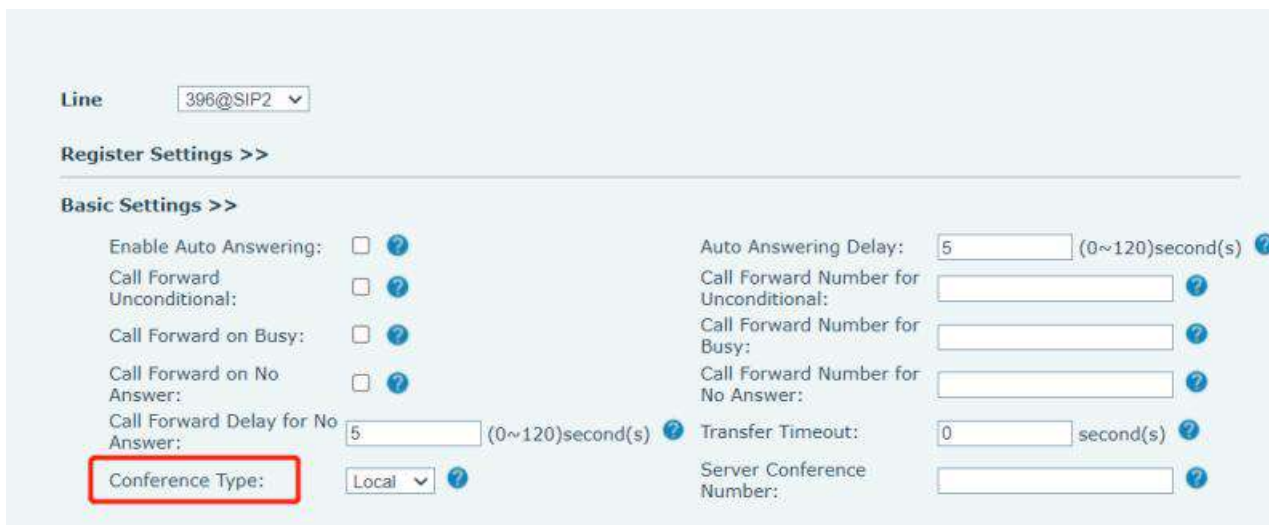 Line 396@SIP2
Register Settings >>
Basic Settings >>
Enable Auto Answering: ? Auto Answering Delay: 5 (0~120)second(s) ?
Call Forward
Unconditional: ? Call Forward Number for
Unconditional: ?
Call Forward on Busy: ? Call Forward Number for
Busy: ?
Call Forward on No
Answer: ? Call Forward Number for
No Answer: ?
Call Forward Delay for No
Answer: 5 (0~120)second(s) ? Transfer Timeout: 0 second(s) ?
Conference Type: Local ? Server Conference
Number: ?